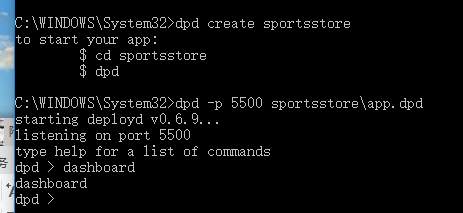 C:\WINDOWS\System32>dpd create sportsstore
to start your app:
$ cd sportsstore
$ dpd
C:\WINDOWS\System32>dpd -p 5500 sportsstore\app.dpd
starting deployd v0.6.9...
listening on port 5500
type help for a list of commands
dpd > dashboard
dashboard
dpd >